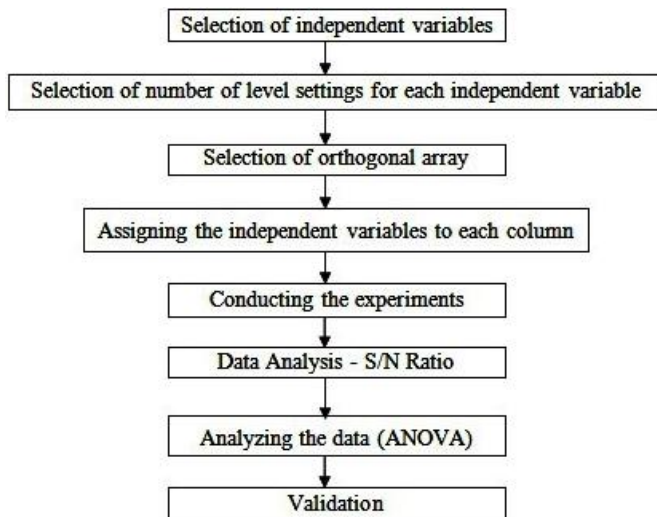 Selection of independent variables
Selection of number of level settings for each independent variable
Selection of orthogonal array
Assigning the independent variables to each column
Conducting the experiments
Data Analysis - S/N Ratio
Analyzing the data (ANOVA)
Validation